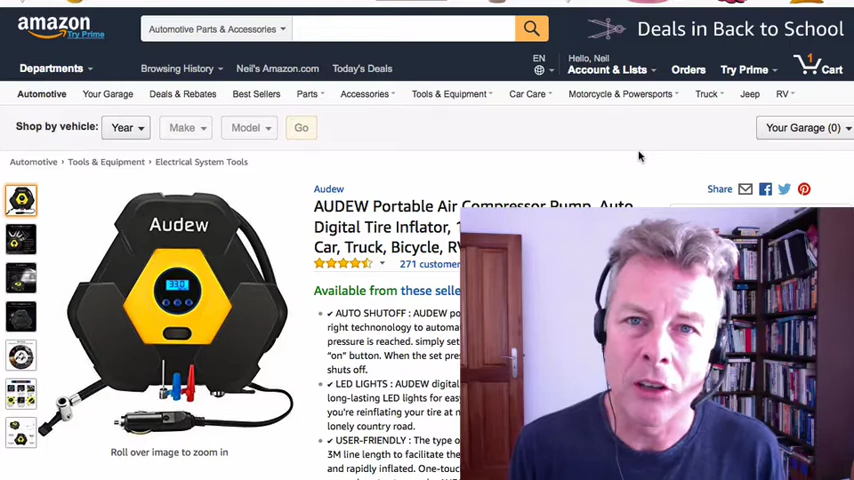 amazon
Try Prime
Automotive Parts & Accessories
Deals in Back to School
Departments
Browsing History
Neil's Amazon.com
Today's Deals
EN
Hello, Neil
Account & Lists
Orders
Try Prime
1
Cart
Automotive
Your Garage
Deals & Rebates
Best Sellers
Parts
Accessories
Tools & Equipment
Car Care
Motorcycle & Powersports
Truck
Jeep
RV
Shop by vehicle:
Year
Make
Model
Go
Your Garage (0)
Automotive › Tools & Equipment › Electrical System Tools
Audew
330
Roll over image to zoom in
Audew
Share
AUDEW Portable Air Compressor Pump, Auto
Digital Tire Inflator, 1
Car, Truck, Bicycle, RV
271 custome
Available from these selle
✔ AUTO SHUTOFF : AUDEW po
right techonology to automa
pressure is reached. simply set
"on" button. When the set pres
shuts off.
✔ LED LIGHTS : AUDEW digital
long-lasting LED lights for eas
you're reinflating your tire at n
lonely country road.
✔ USER-FRIENDLY : The type o
3M line length to facilitate the
and rapidly inflated. One-touc